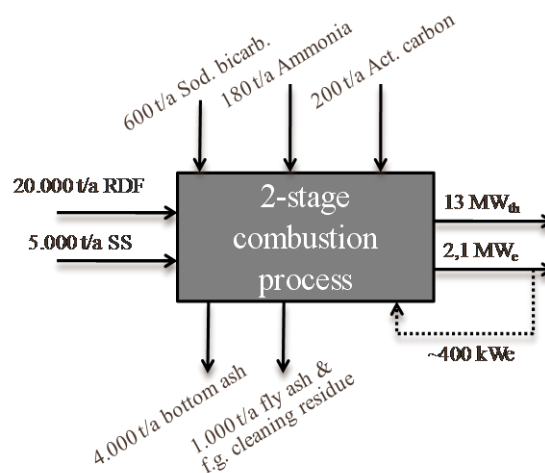 600 t/a Sod. bicarb.
180 t/a Ammonia
200 t/a Act. carbon
20.000 t/a RDF
5.000 t/a SS
2-stage
combustion
process
13 MWth
2,1 MWe
~400 kWe
4.000 t/a bottom ash
1.000 t/a fly ash &
f.g. cleaning residue